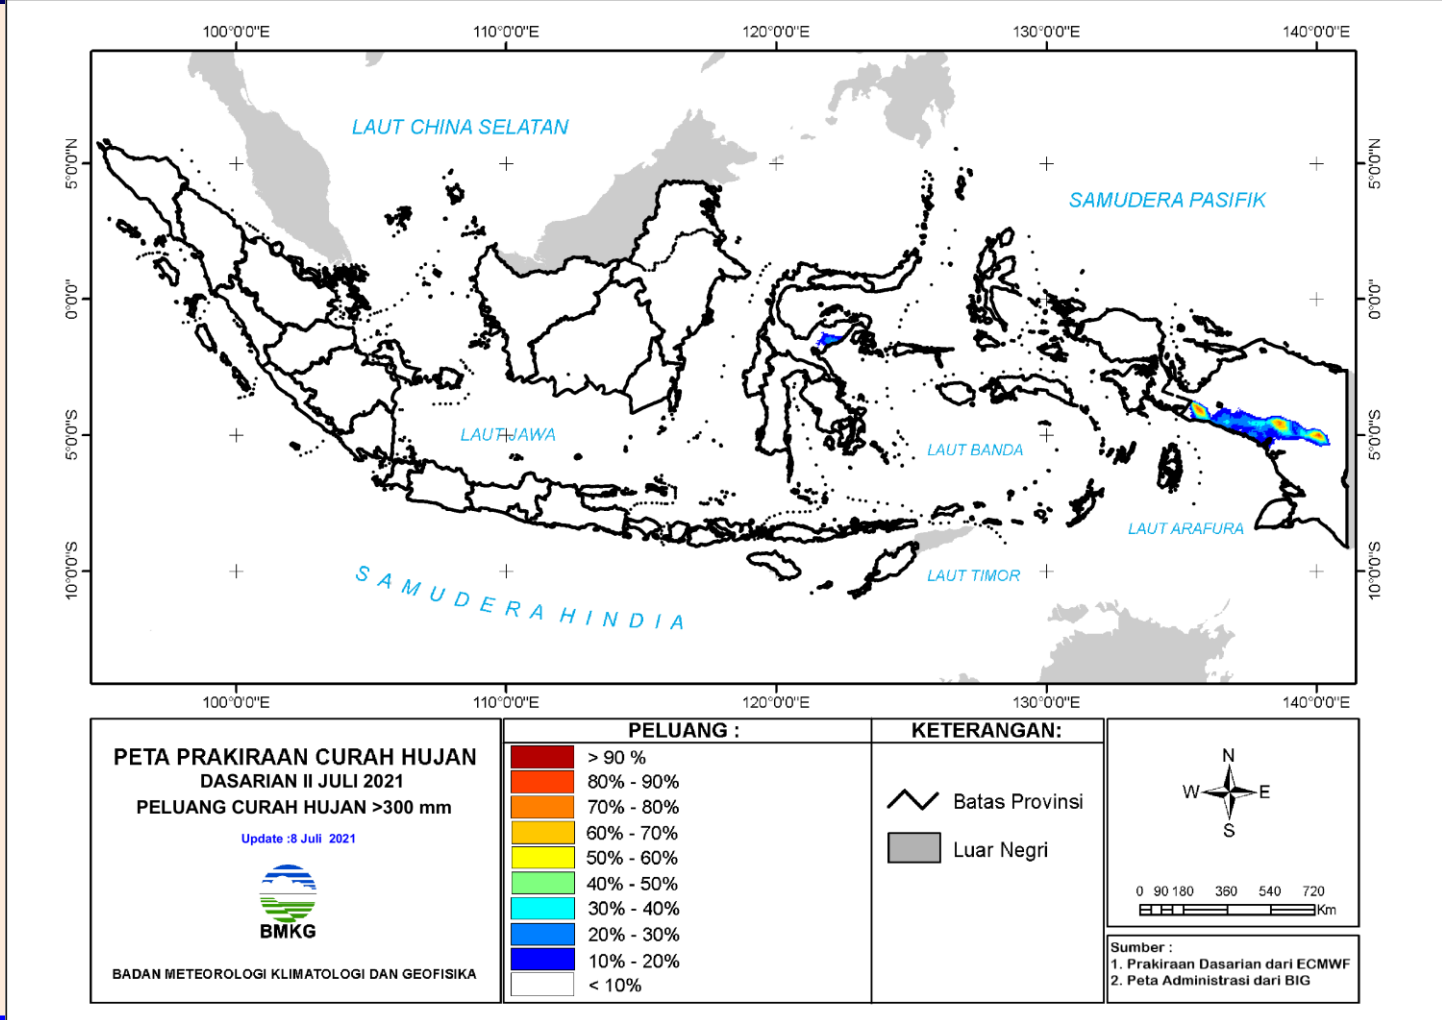 100°0'0"E 110°0'0"E 120°0'0"E 130°0'0"E 140°0'0"E
5°0'0"N 5°0'0"N
0°0'0" 0°0'0"
5°0'0"S 5°0'0"S
10°0'0"S 10°0'0"S
LAUT CHINA SELATAN
SAMUDERA PASIFIK
LAUT JAWA
LAUT BANDA
LAUT ARAFURA
LAUT TIMOR
SAMUDERA HINDIA
100°0'0"E 110°0'0"E 120°0'0"E 130°0'0"E 140°0'0"E
PETA PRAKIRAAN CURAH HUJAN
DASARIAN II JULI 2021
PELUANG CURAH HUJAN >300 mm
Update :8 Juli 2021
BMKG
BADAN METEOROLOGI KLIMATOLOGI DAN GEOFISIKA
PELUANG :
> 90 %
80% - 90%
70% - 80%
60% - 70%
50% - 60%
40% - 50%
30% - 40%
20% - 30%
10% - 20%
< 10%
KETERANGAN:
Batas Provinsi
Luar Negri
N
W E
S
0 90 180 360 540 720
Km
Sumber :
1. Prakiraan Dasarian dari ECMWF
2. Peta Administrasi dari BIG